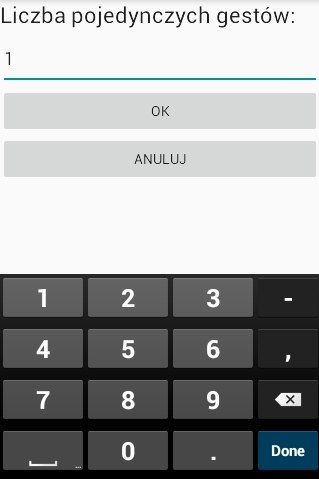 Liczba pojedynczych gestów:
1
OK
ANULUJ
1 2 3 -
4 5 6 ,
7 8 9
0 . Done